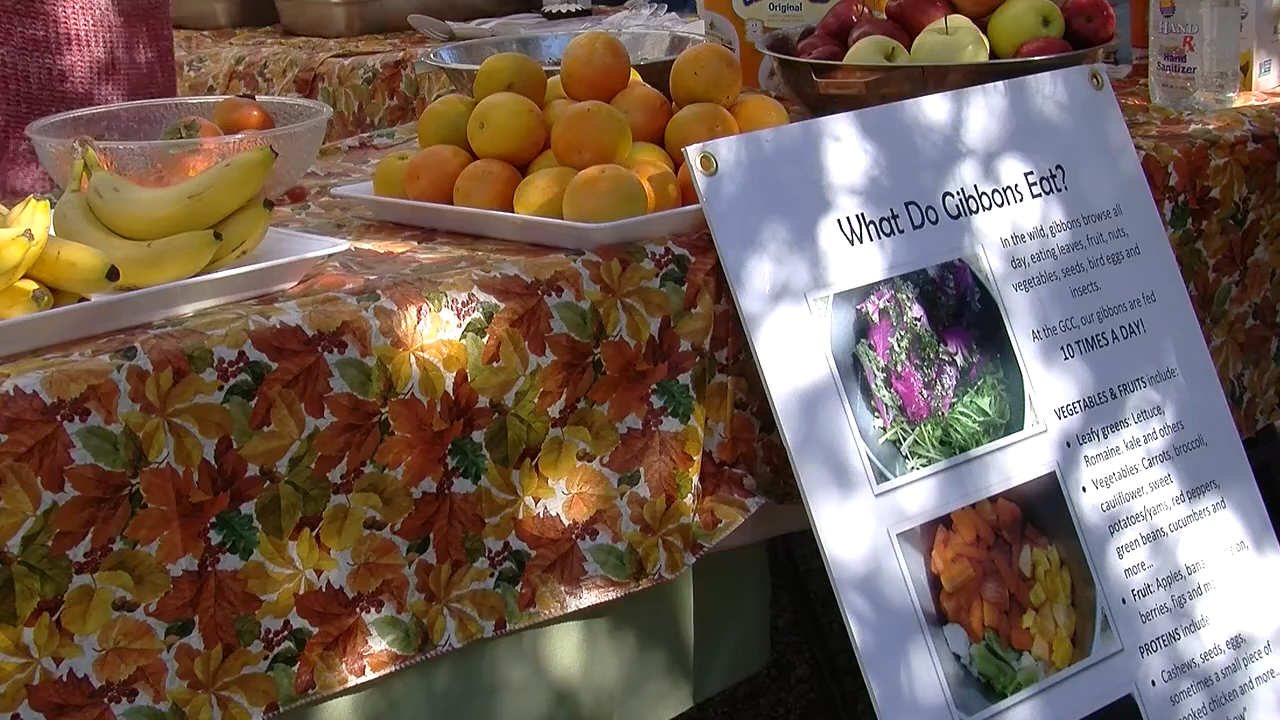 Original
HAND
Hand
Sanitizer
What Do Gibbons Eat?
In the wild, gibbons browse all
day, eating leaves, fruit, nuts,
vegetables, seeds, bird eggs and
insects.
At the GCC, our gibbons are fed
10 TIMES A DAY!
VEGETABLES & FRUITS include:
• Leafy greens: Lettuce,
Romaine, kale and others
• Vegetables: Carrots, broccoli,
cauliflower, sweet
potatoes/yams, red peppers,
green beans, cucumbers and
more...
• Fruit: Apples,
berries, figs and
PROTEINS include
• Cashews, seeds, eggs,
sometimes a small piece of
chicken and more